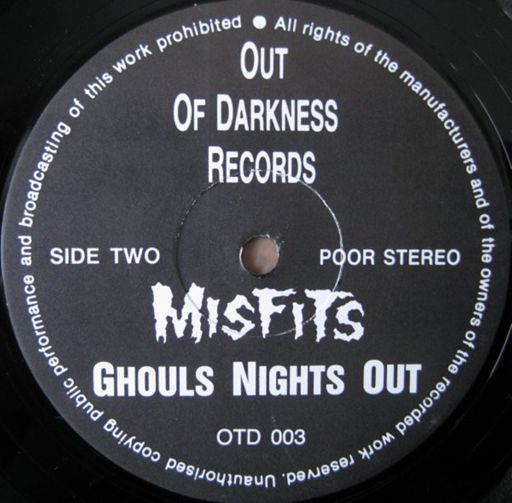 All rights of the manufacturers and of the owners of the recorded work reserved. Unauthorised copying public performance and broadcasting of this work prohibited ●
OUT
OF DARKNESS
RECORDS
SIDE TWO
POOR STEREO
MISFITS
GHOULS NIGHTS OUT
OTD 003